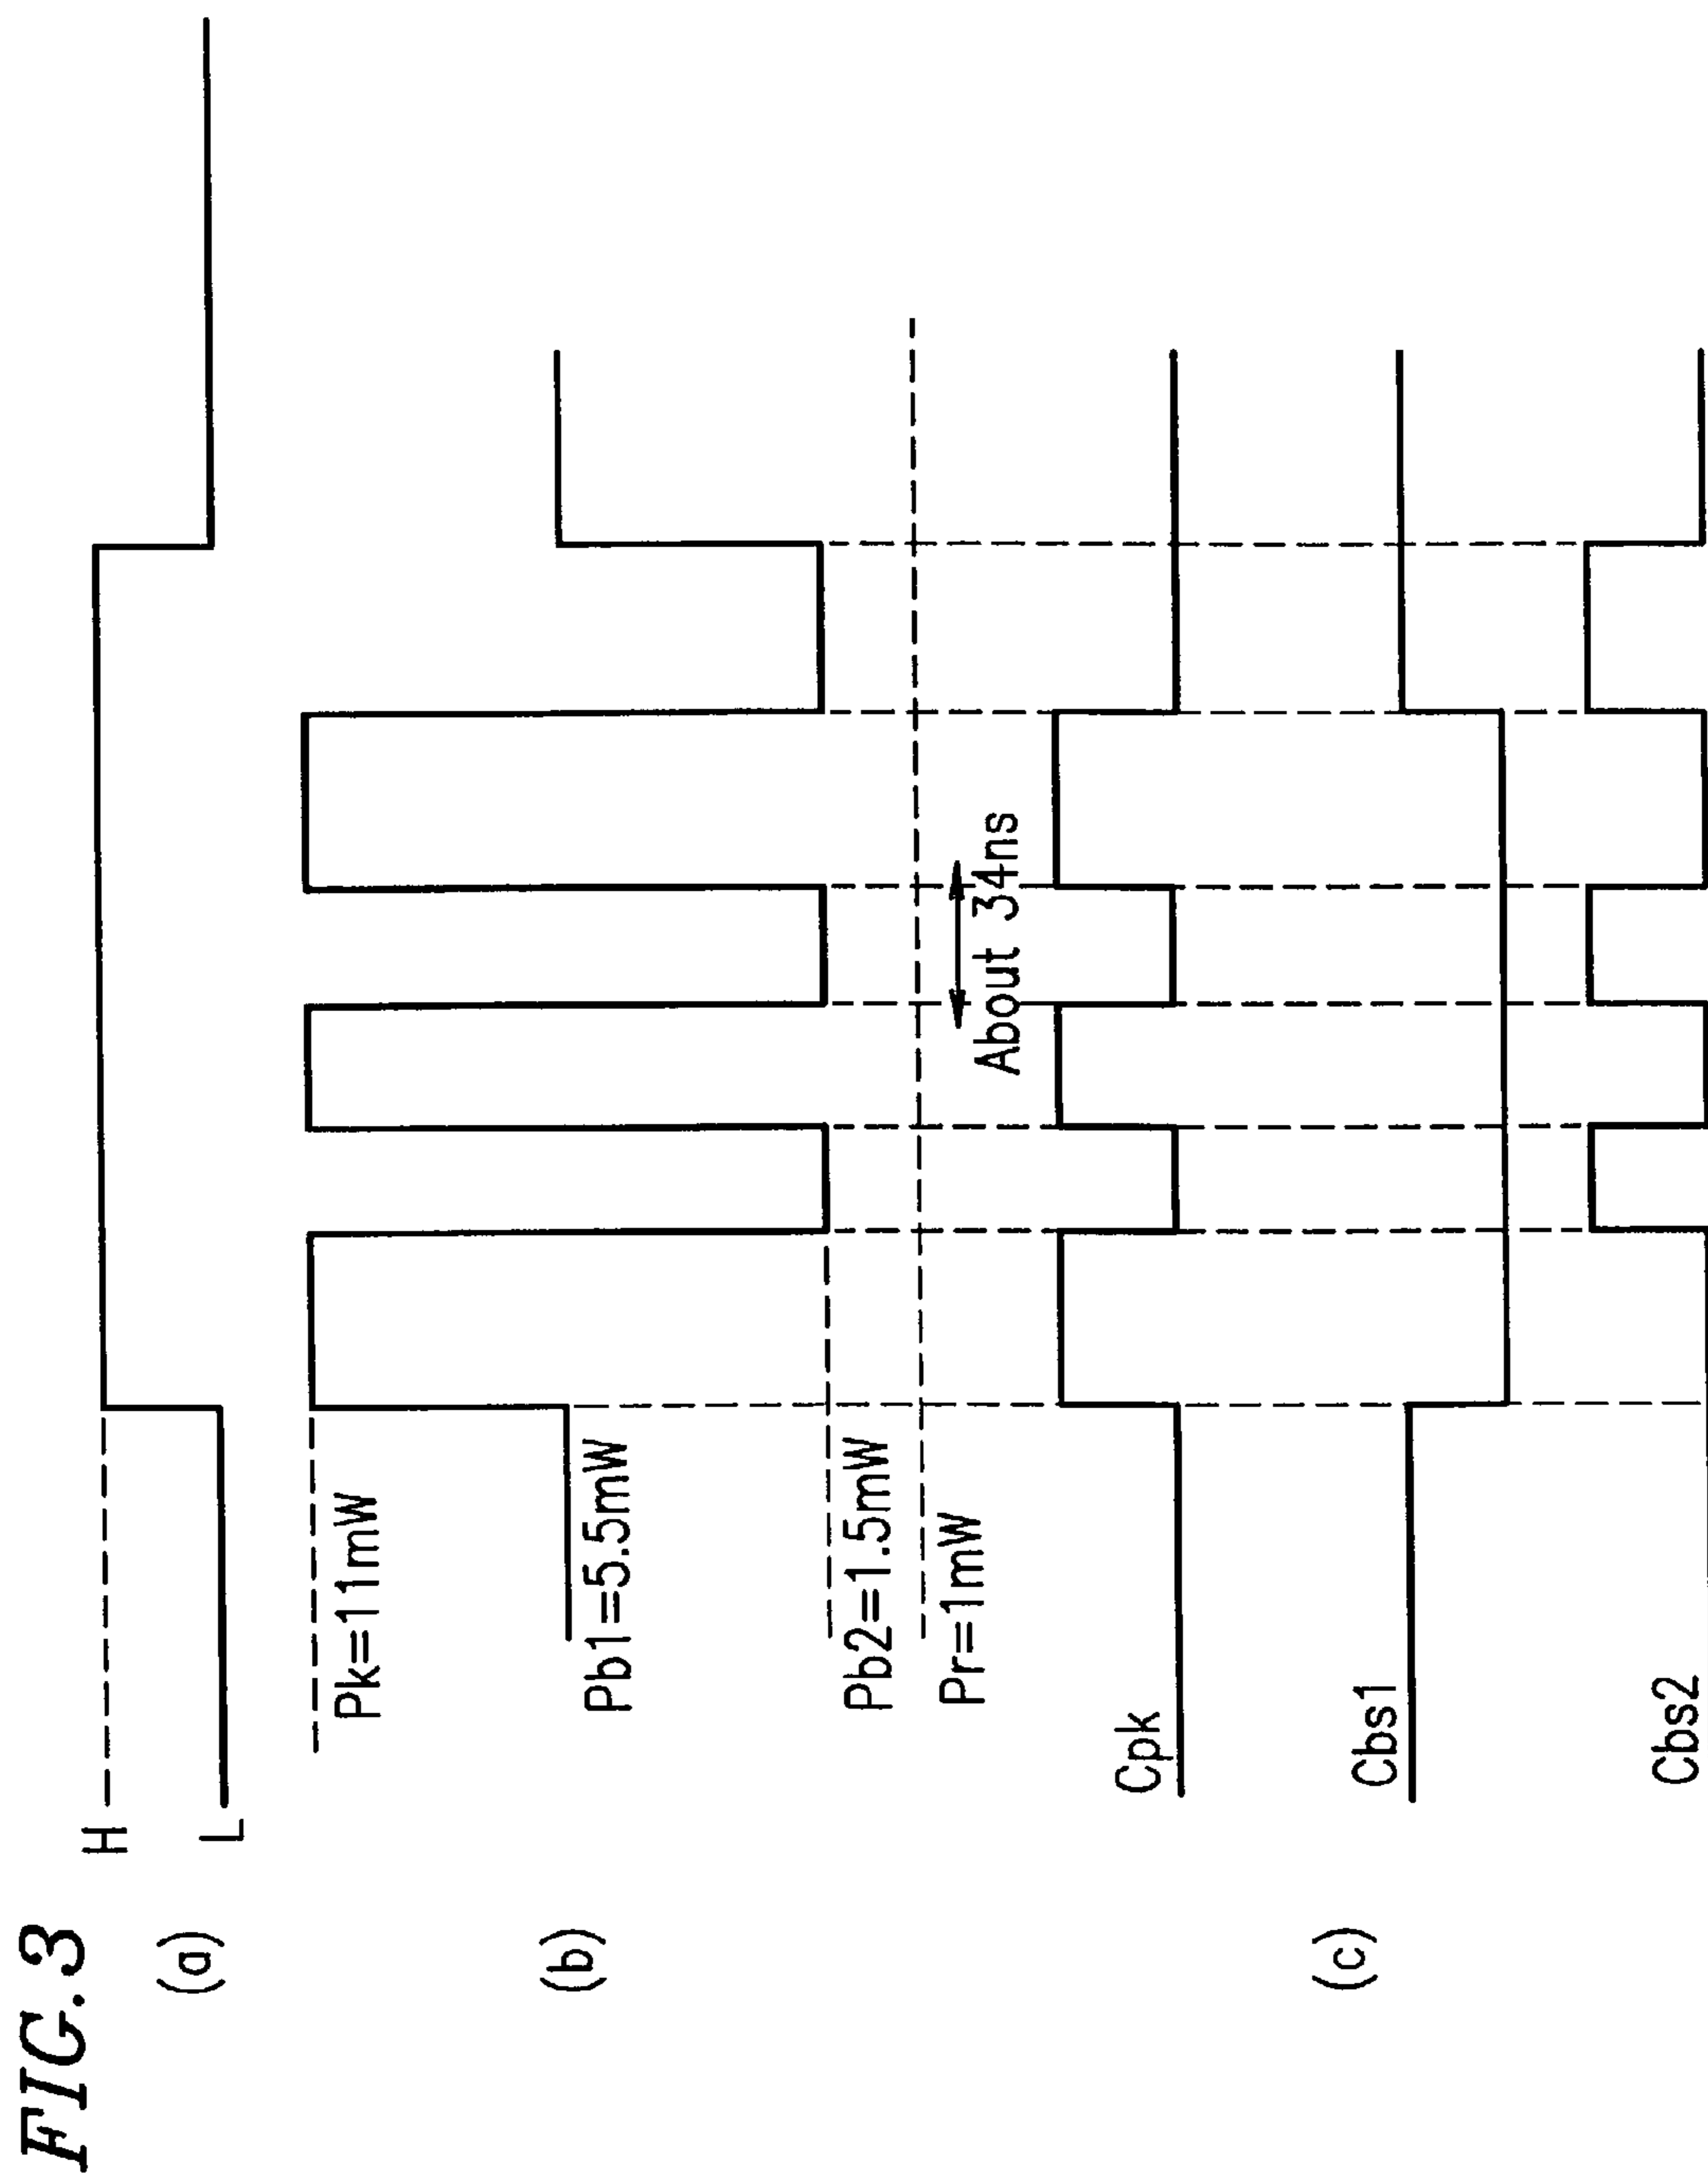 FIG.3
(a)
H
L
(b)
Pk=11mW
Pb1=5.5mW
Pb2=1.5mW
Pr=1mW
About 34ns
(c)
Cpk
Cbs1
Cbs2